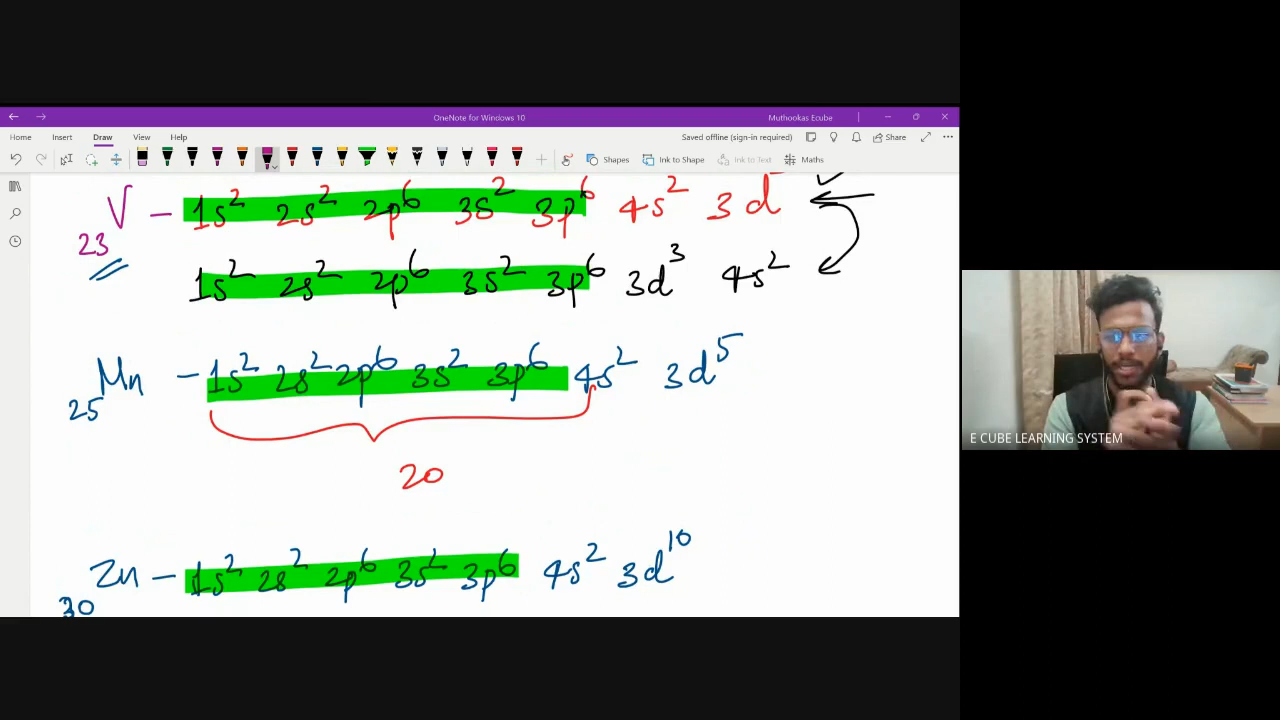 OneNote for Windows 10
Muthookas Ecube
Home Insert Draw View Help
Saved offline (sign-in required)
Share
Shapes
Ink to Shape
Ink to Text
Maths
₂₃V – 1s² 2s² 2p⁶ 3s² 3p⁶ 4s² 3d
1s² 2s² 2p⁶ 3s² 3p⁶ 3d³ 4s²
₂₅Mn – 1s² 2s² 2p⁶ 3s² 3p⁶ 4s² 3d⁵
20
₃₀Zn – 1s² 2s² 2p⁶ 3s² 3p⁶ 4s² 3d¹⁰
E CUBE LEARNING SYSTEM